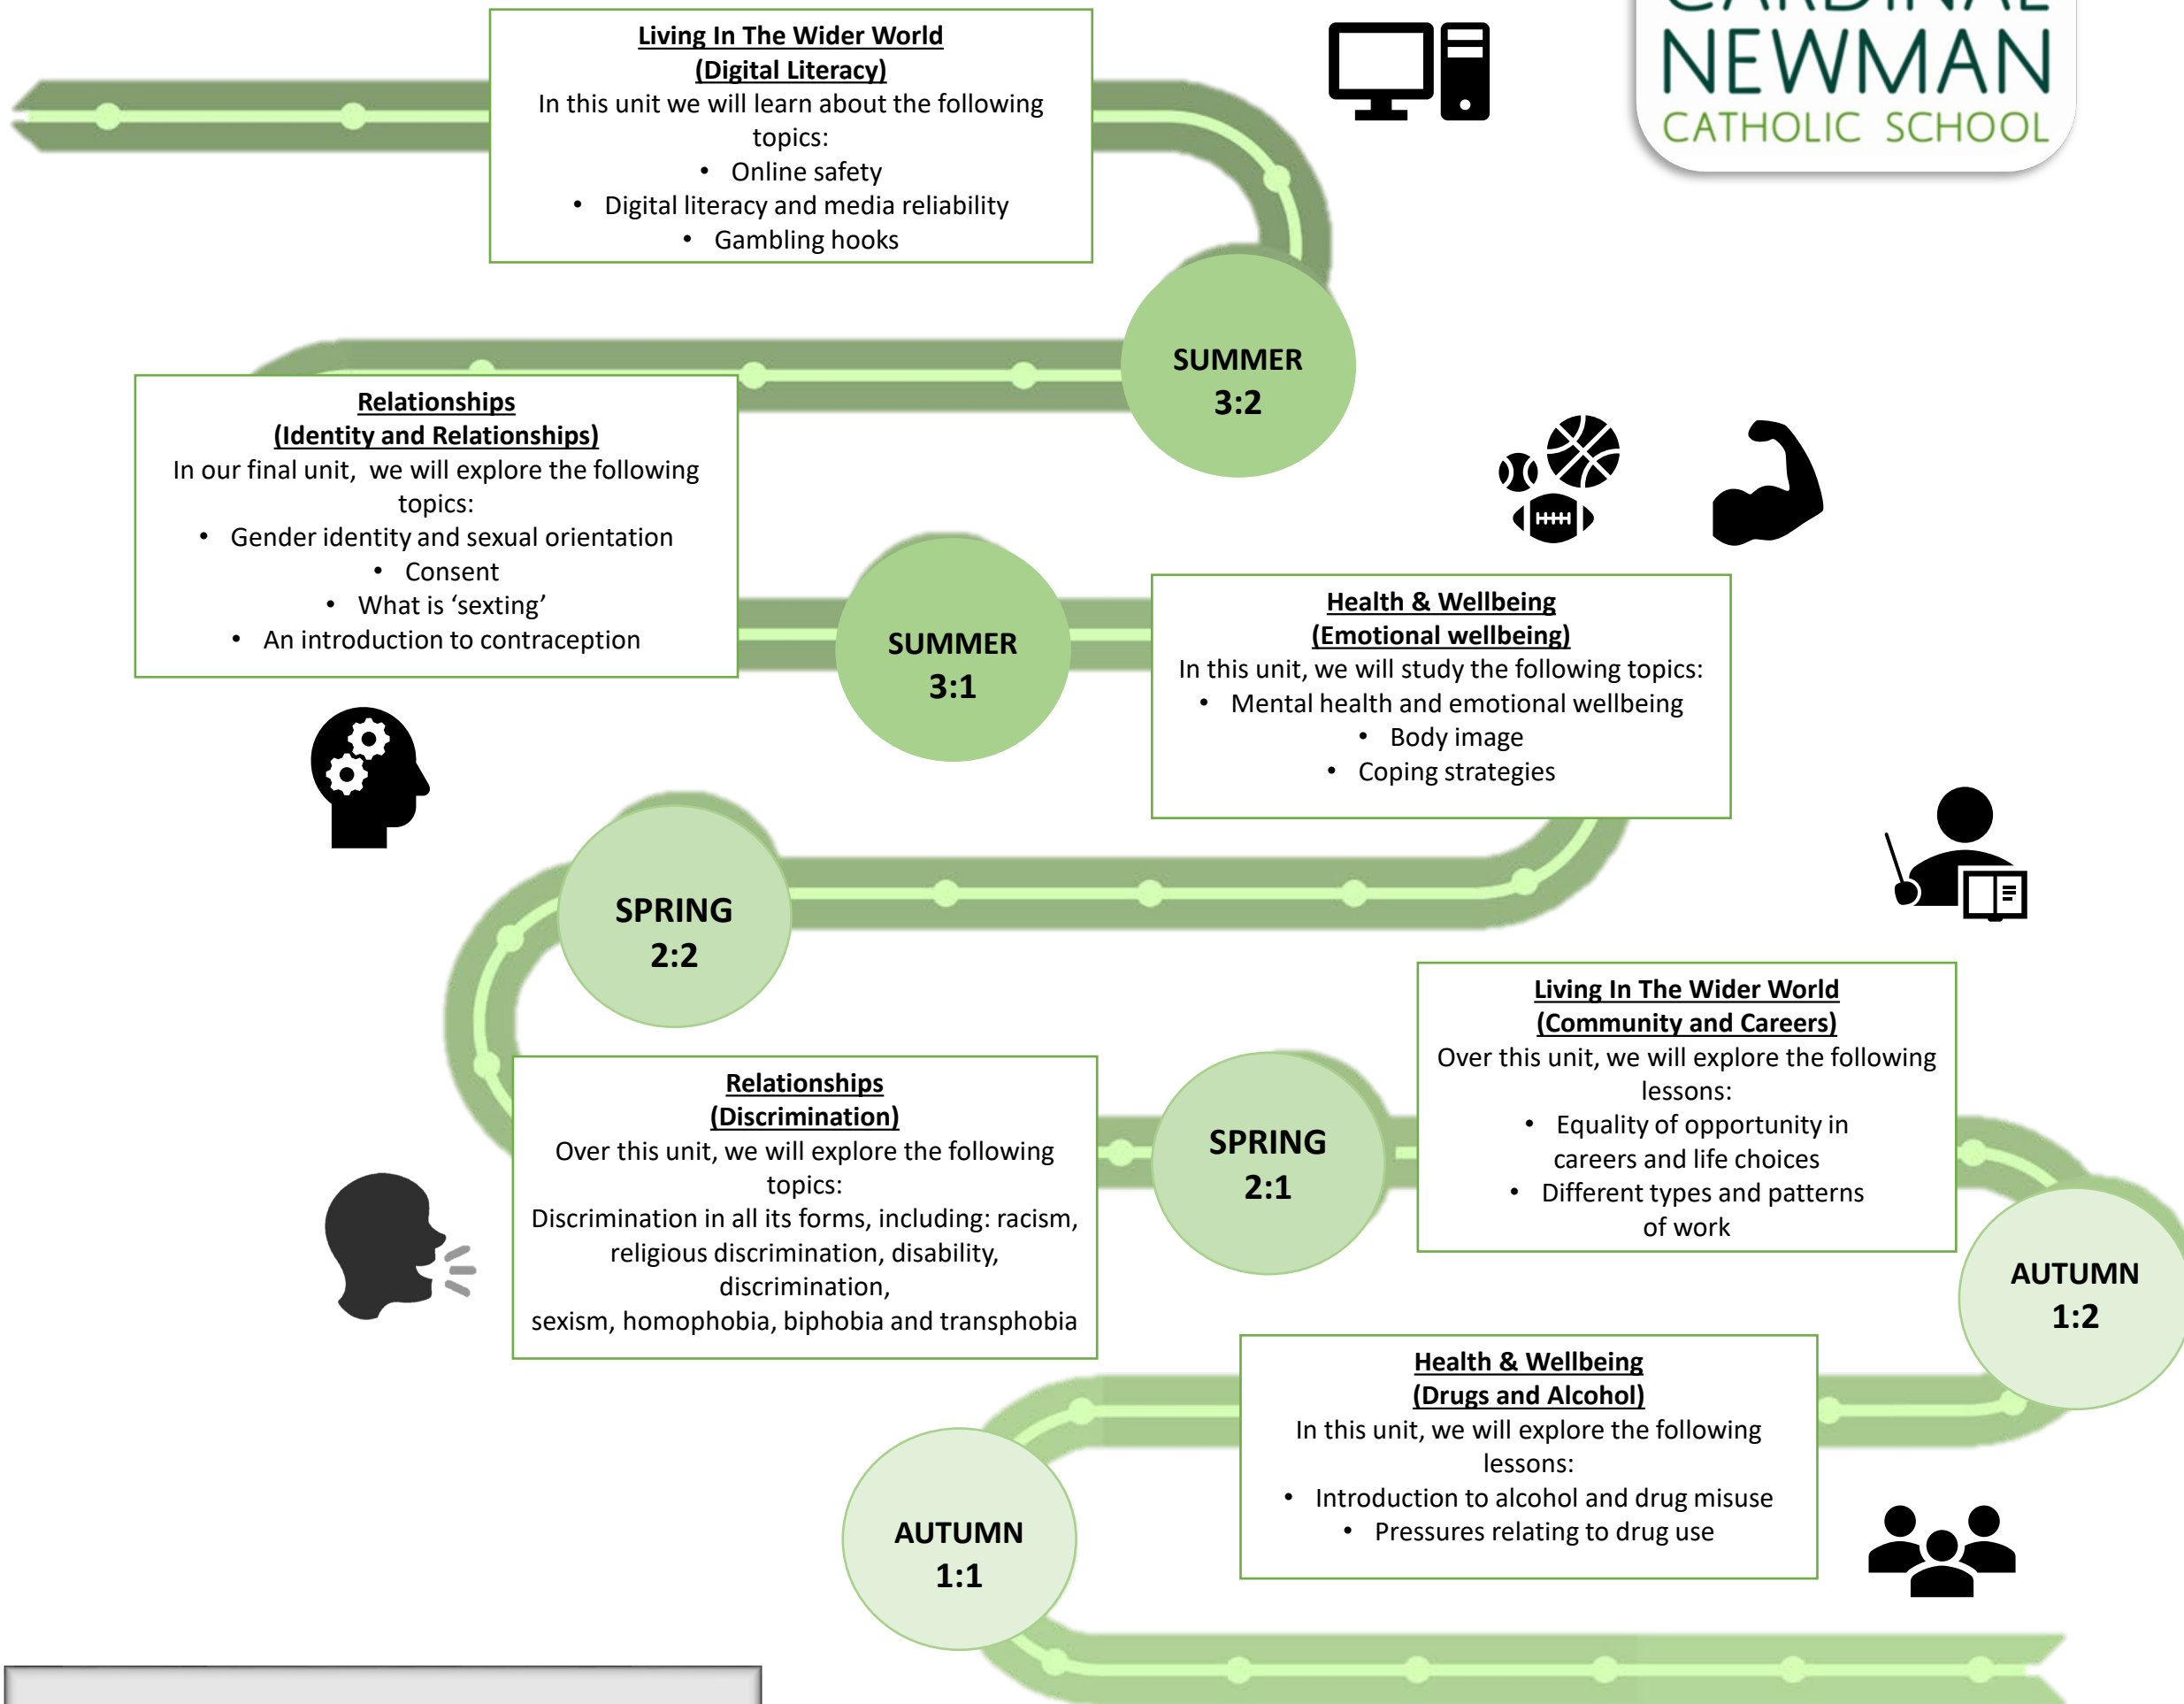 Living In The Wider World
(Digital Literacy)
In this unit we will learn about the following
topics:
• Online safety
• Digital literacy and media reliability
• Gambling hooks
CARDINAL
NEWMAN
CATHOLIC SCHOOL
SUMMER
3:2
Relationships
(Identity and Relationships)
In our final unit, we will explore the following
topics:
• Gender identity and sexual orientation
• Consent
• What is ‘sexting’
• An introduction to contraception
SUMMER
3:1
Health & Wellbeing
(Emotional wellbeing)
In this unit, we will study the following topics:
• Mental health and emotional wellbeing
• Body image
• Coping strategies
SPRING
2:2
Relationships
(Discrimination)
Over this unit, we will explore the following
topics:
Discrimination in all its forms, including: racism,
religious discrimination, disability,
discrimination,
sexism, homophobia, biphobia and transphobia
SPRING
2:1
Living In The Wider World
(Community and Careers)
Over this unit, we will explore the following
lessons:
• Equality of opportunity in
careers and life choices
• Different types and patterns
of work
AUTUMN
1:2
Health & Wellbeing
(Drugs and Alcohol)
In this unit, we will explore the following
lessons:
• Introduction to alcohol and drug misuse
• Pressures relating to drug use
AUTUMN
1:1